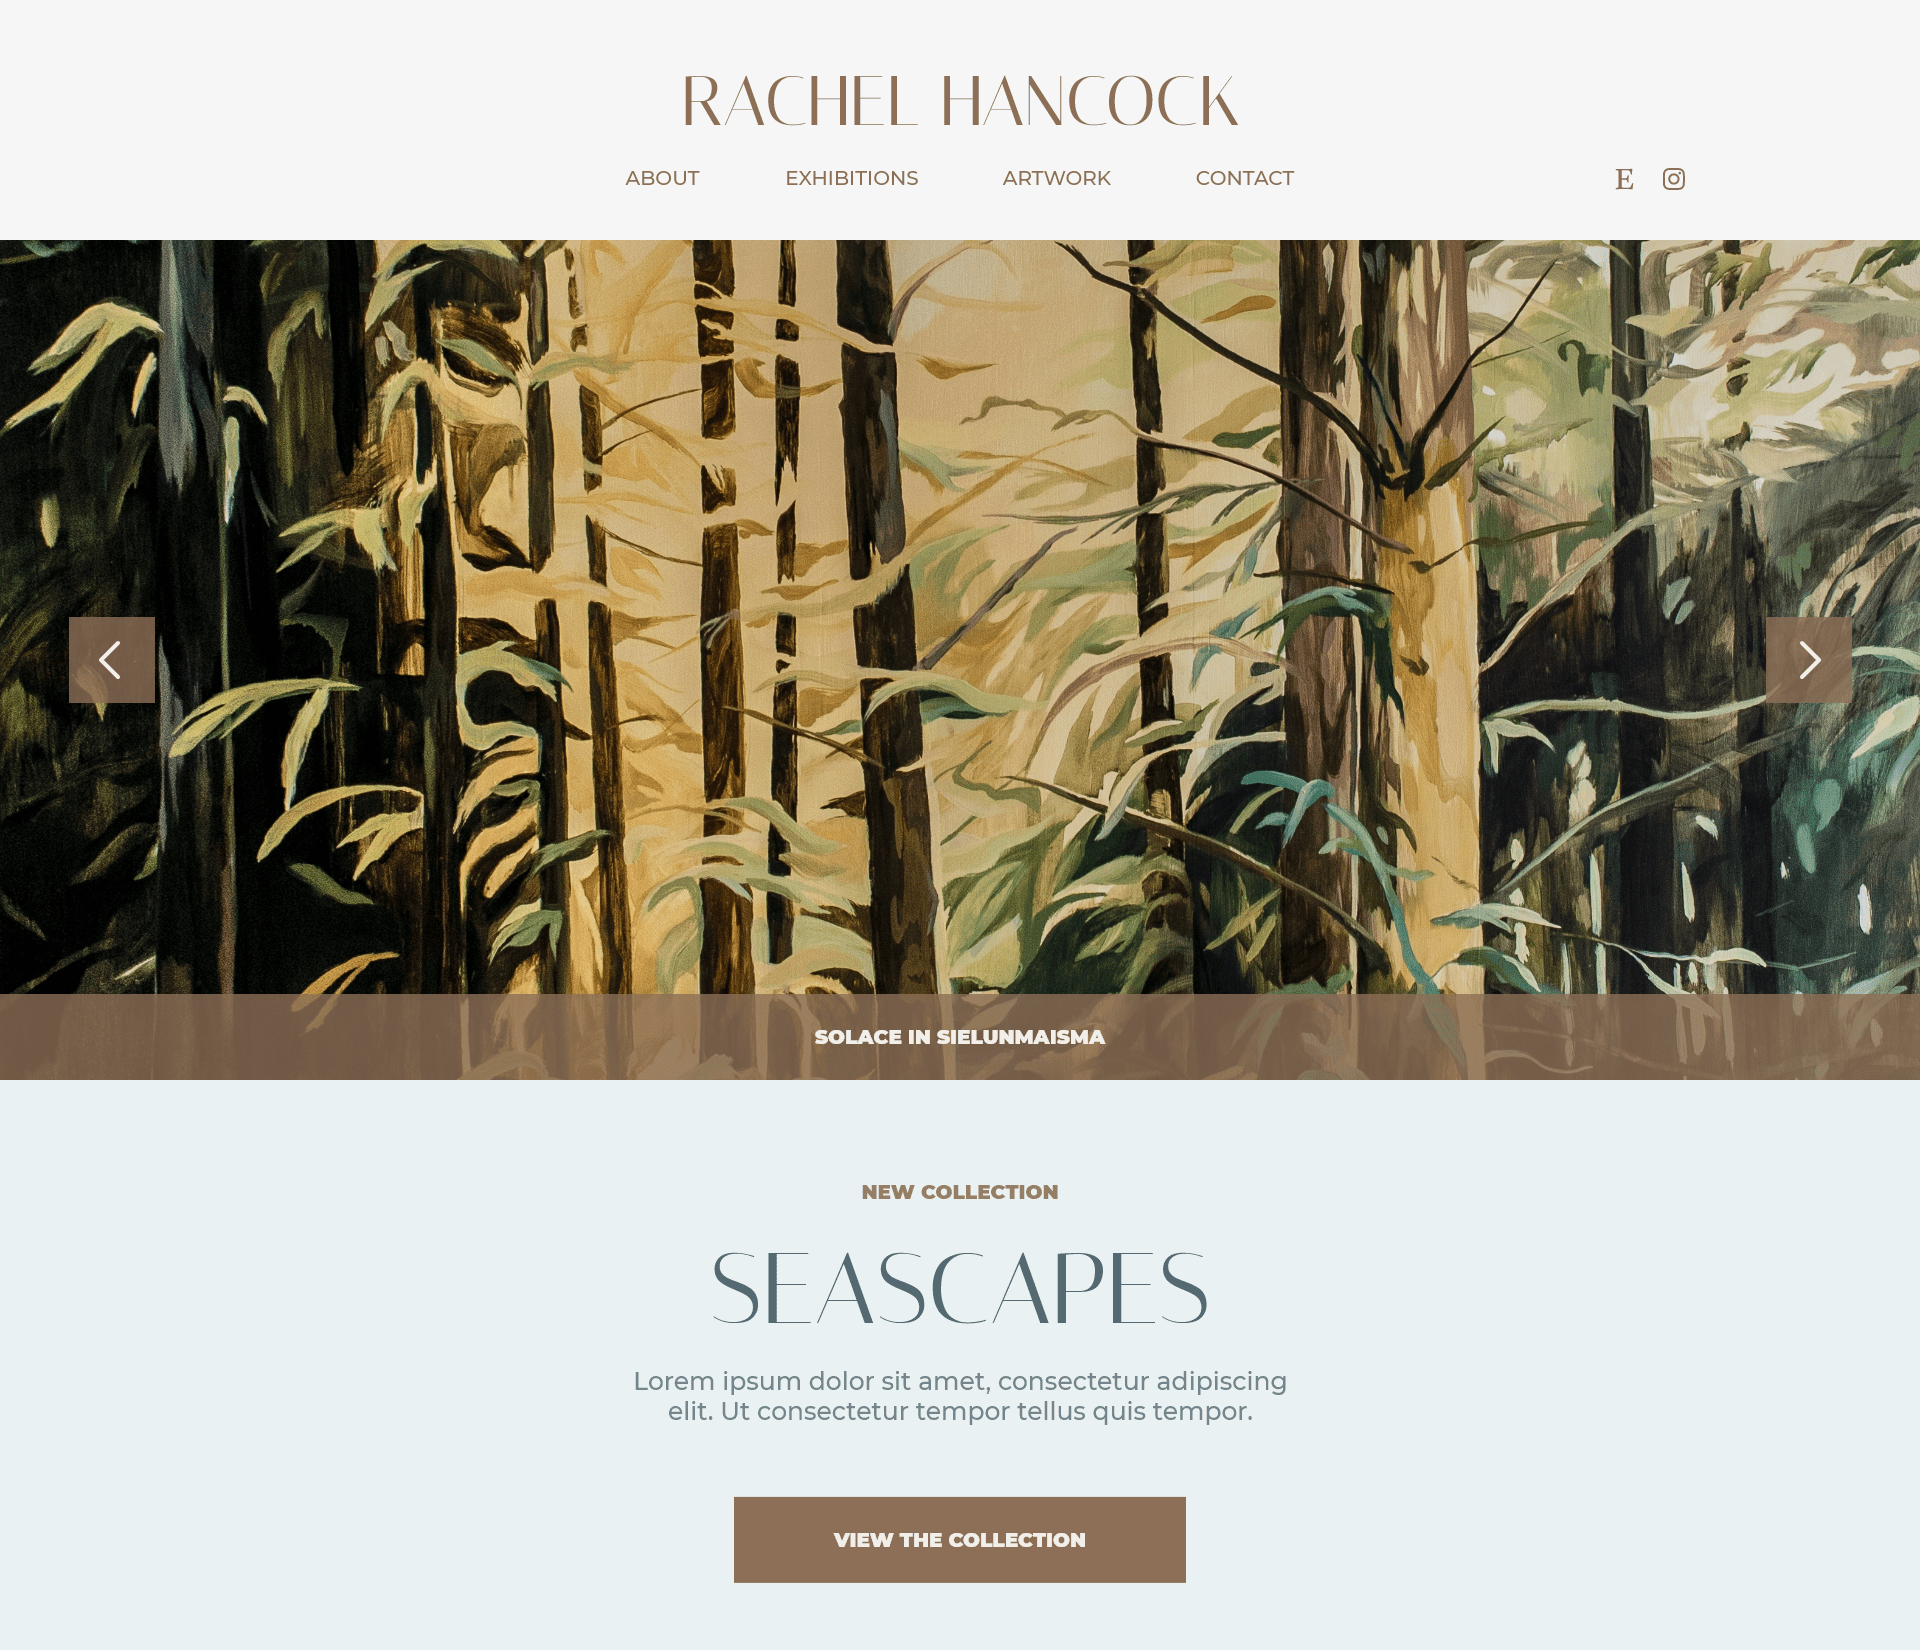 RACHEL HANCOCK
ABOUT EXHIBITIONS ARTWORK CONTACT E
SOLACE IN SIELUNMAISMA
NEW COLLECTION
SEASCAPES
Lorem ipsum dolor sit amet, consectetur adipiscing
elit. Ut consectetur tempor tellus quis tempor.
VIEW THE COLLECTION